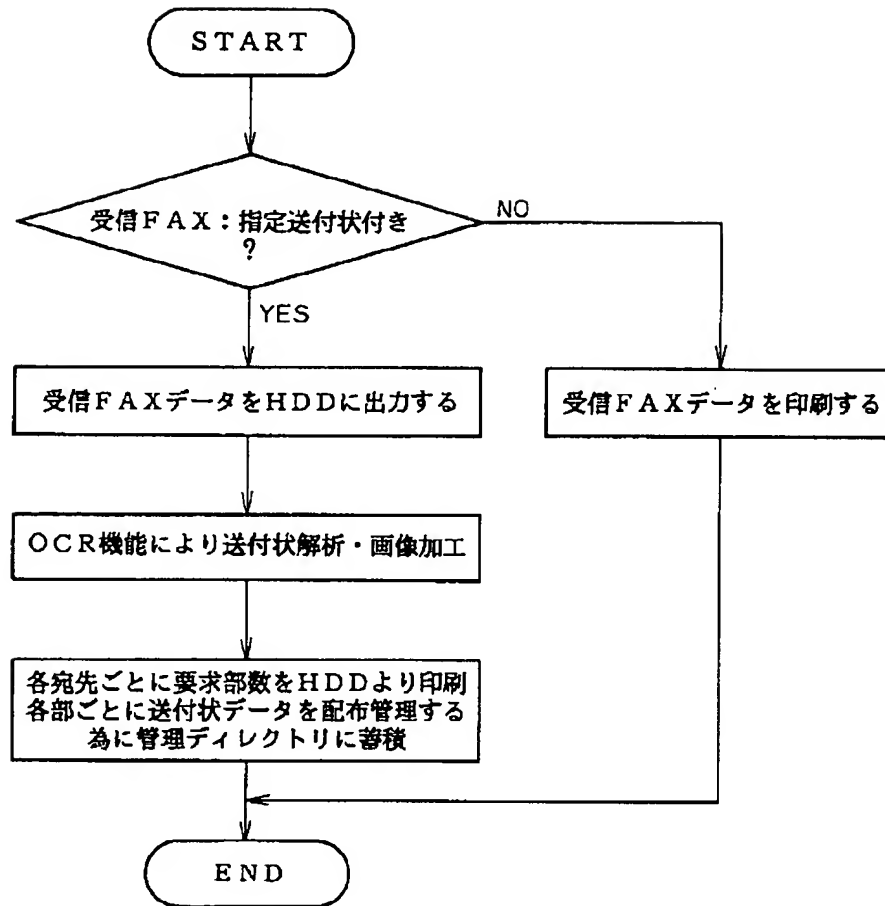 START
受信FAX:指定送付状付き
?
NO
YES
受信FAXデータをHDDに出力する
受信FAXデータを印刷する
OCR機能により送付状解析・画像加工
各宛先ごとに要求部数をHDDより印刷
各部ごとに送付状データを配布管理する
為に管理ディレクトリに蓄積
END